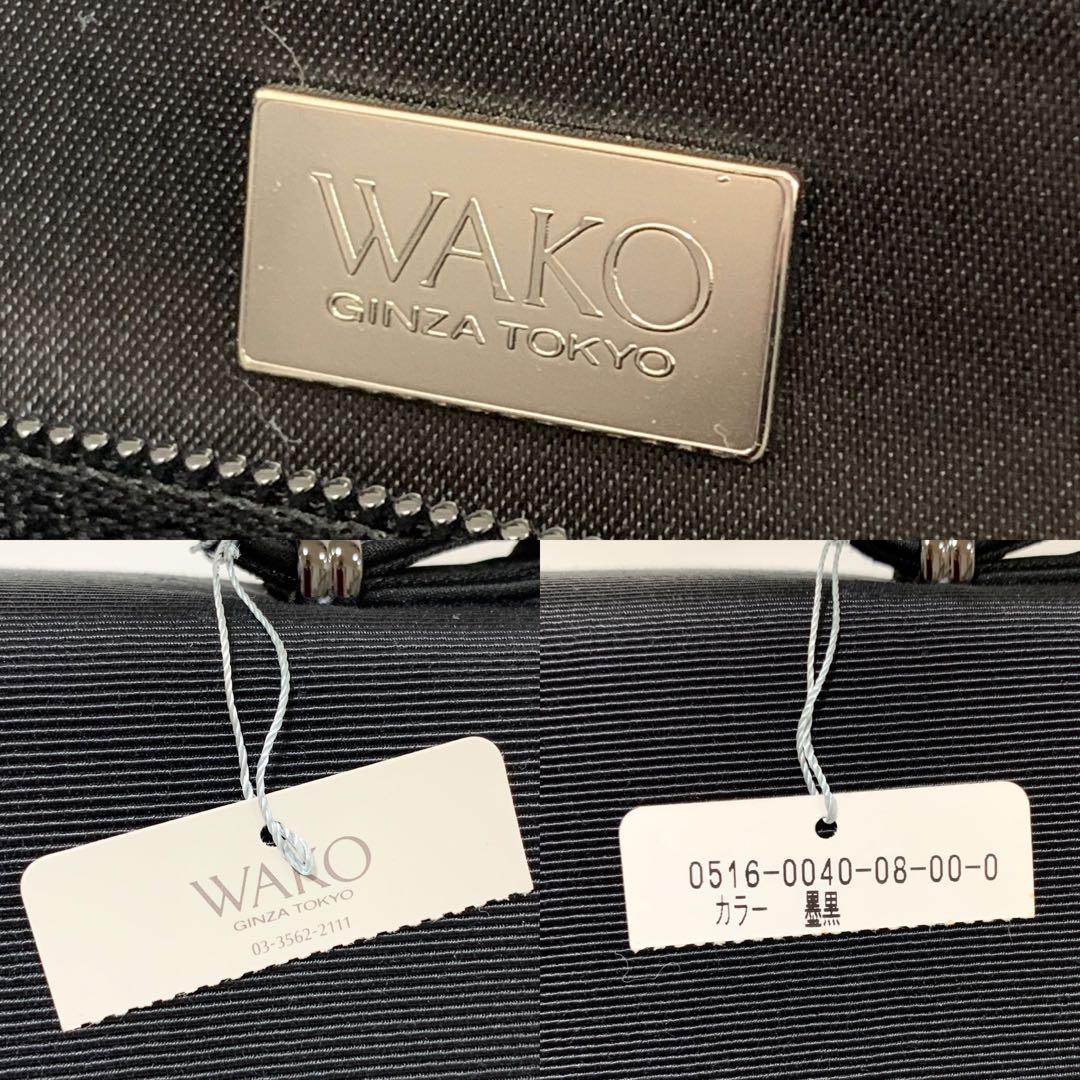 WAKO
GINZA TOKYO
WAKO
GINZA TOKYO
03-3562-2111
0516-0040-08-00-0
カラー 墨黒